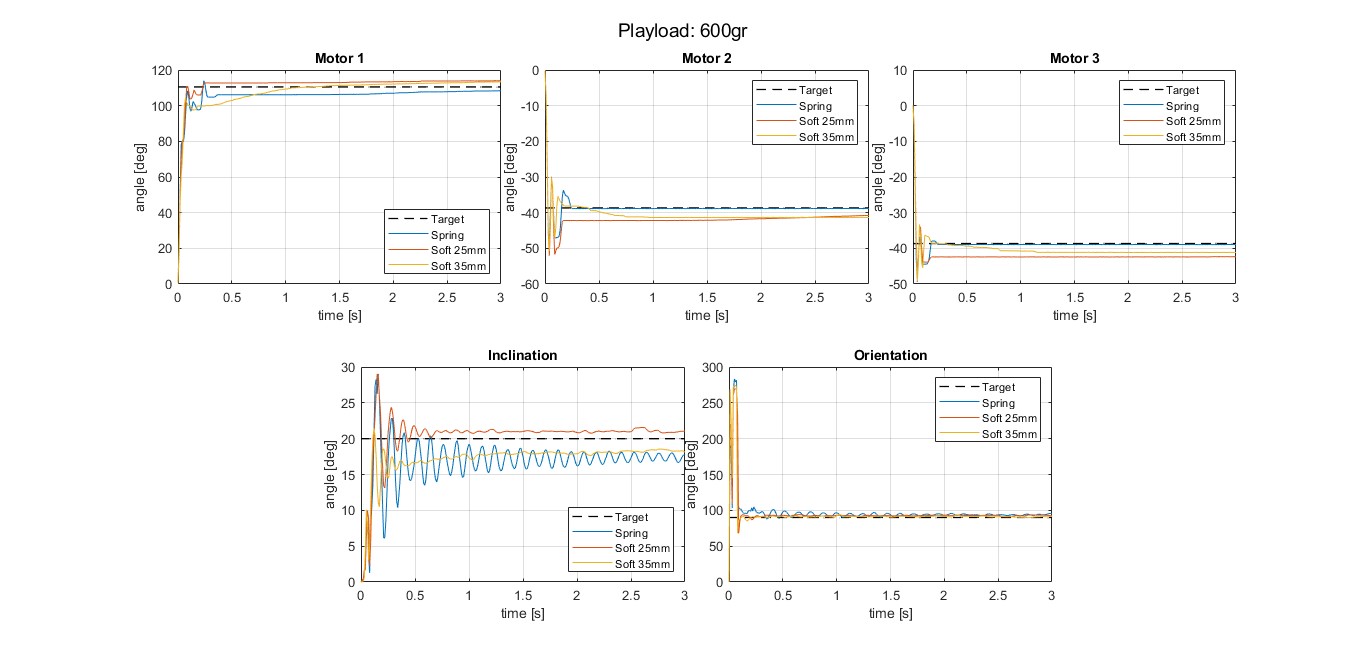 Playload: 600gr
Motor 1
120
100
80
60
40
20
0
angle [deg]
0 0.5 1 1.5 2 2.5 3
time [s]
Target
Spring
Soft 25mm
Soft 35mm
Motor 2
0
-10
-20
-30
-40
-50
-60
angle [deg]
0 0.5 1 1.5 2 2.5 3
time [s]
Target
Spring
Soft 25mm
Soft 35mm
Motor 3
10
0
-10
-20
-30
-40
-50
angle [deg]
0 0.5 1 1.5 2 2.5 3
time [s]
Target
Spring
Soft 25mm
Soft 35mm
Inclination
30
25
20
15
10
5
0
angle [deg]
0 0.5 1 1.5 2 2.5 3
time [s]
Target
Spring
Soft 25mm
Soft 35mm
Orientation
300
250
200
150
100
50
0
angle [deg]
0 0.5 1 1.5 2 2.5 3
time [s]
Target
Spring
Soft 25mm
Soft 35mm